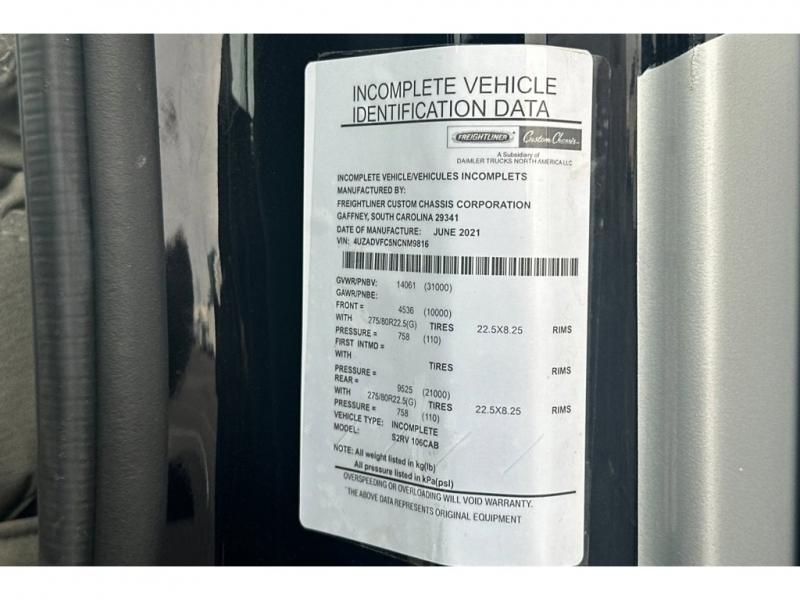 INCOMPLETE VEHICLE
IDENTIFICATION DATA
FREIGHTLINER Custom Chassis
A Subsidiary of
DAIMLER TRUCKS NORTH AMERICA LLC
INCOMPLETE VEHICLE/VEHICULES INCOMPLETS
MANUFACTURED BY:
FREIGHTLINER CUSTOM CHASSIS CORPORATION
GAFFNEY, SOUTH CAROLINA 29341
DATE OF MANUFACTURE: JUNE 2021
VIN: 4UZADVFC5NCNM9816
GVWR/PNBV: 14061 (31000)
GAWR/PNBE:
FRONT = 4536 (10000)
WITH 275/80R22.5(G) TIRES 22.5X8.25 RIMS
PRESSURE = 758 (110)
FIRST INTMD =
WITH TIRES RIMS
PRESSURE =
REAR = 9525 (21000)
WITH 275/80R22.5(G) TIRES 22.5X8.25 RIMS
PRESSURE = 758 (110)
VEHICLE TYPE: INCOMPLETE
MODEL: S2RV 106CAB
NOTE: All weight listed in kg(lb)
All pressure listed in kPa(psi)
OVERSPEEDING OR OVERLOADING WILL VOID WARRANTY.
*THE ABOVE DATA REPRESENTS ORIGINAL EQUIPMENT